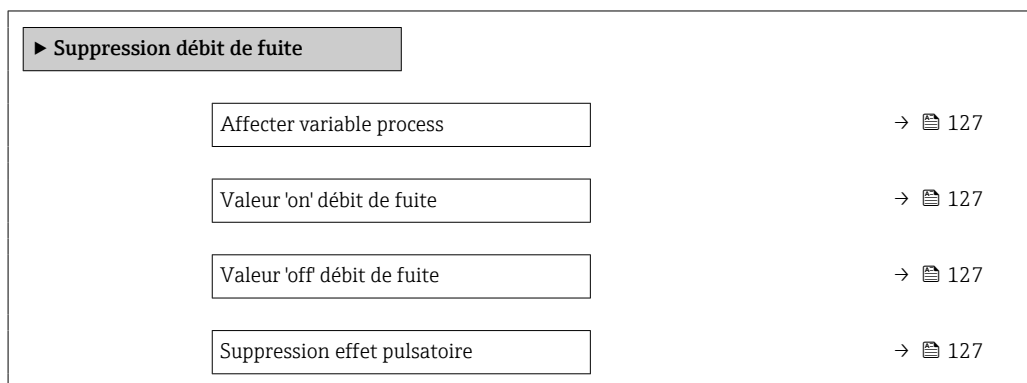 ▶ Suppression débit de fuite
Affecter variable process → 127
Valeur 'on' débit de fuite → 127
Valeur 'off' débit de fuite → 127
Suppression effet pulsatoire → 127